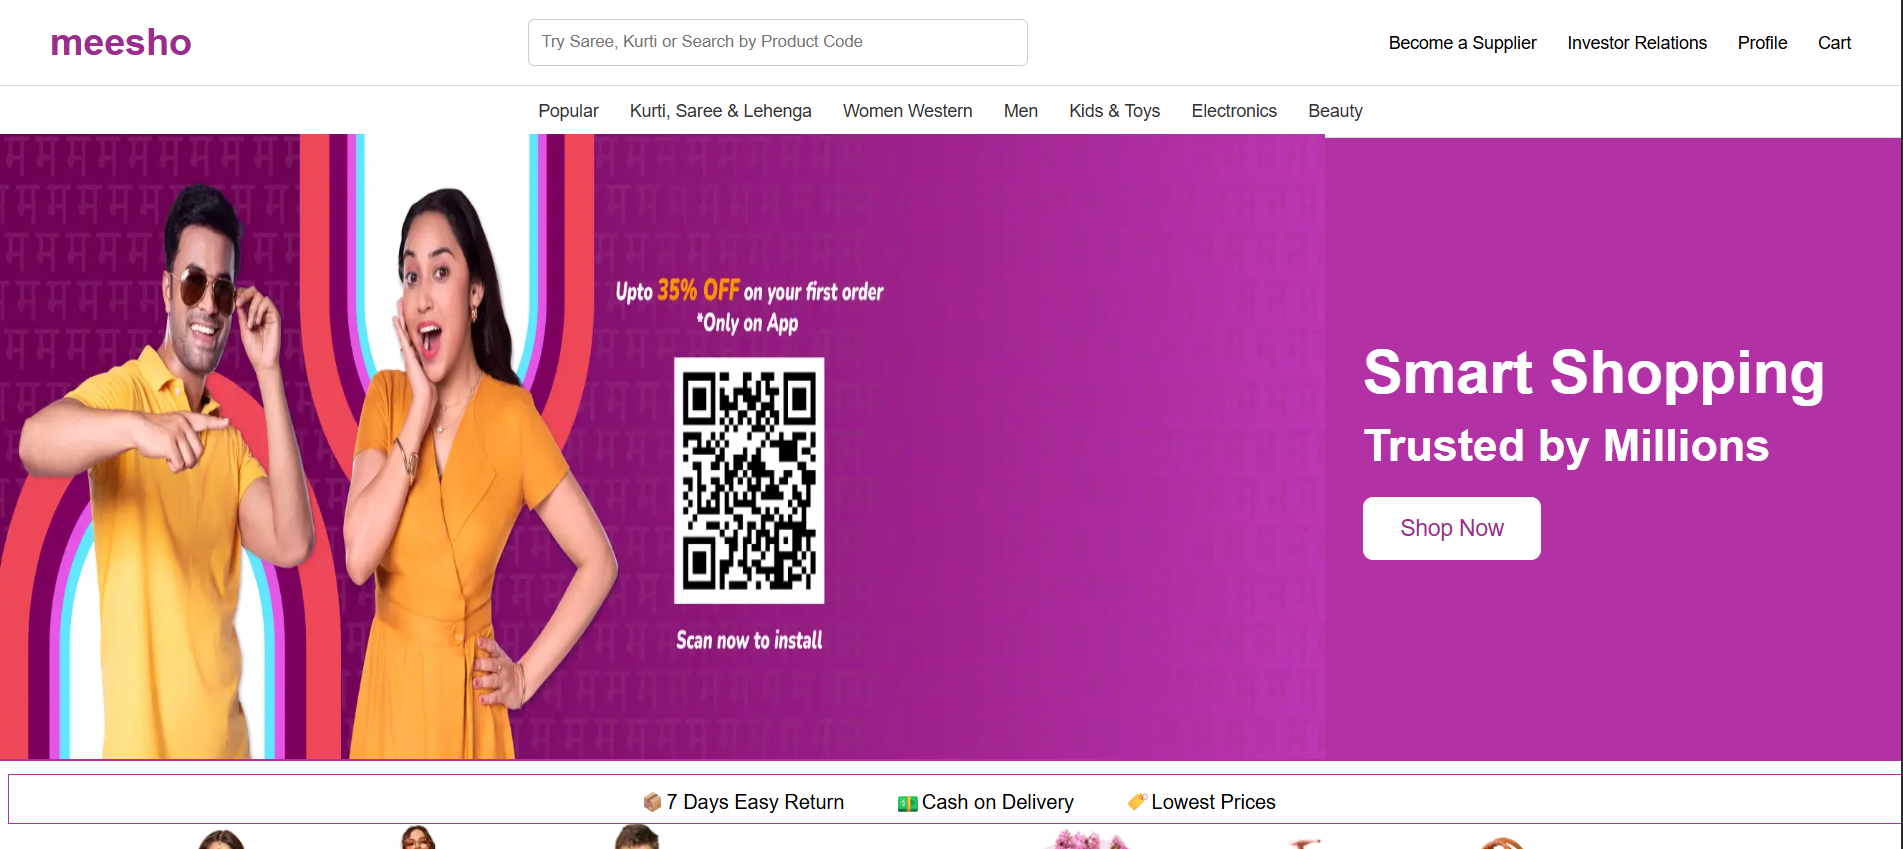 meesho
Try Saree, Kurti or Search by Product Code
Become a Supplier
Investor Relations
Profile
Cart
Popular
Kurti, Saree & Lehenga
Women Western
Men
Kids & Toys
Electronics
Beauty
Upto 35% OFF on your first order
*Only on App
Scan now to install
Smart Shopping
Trusted by Millions
Shop Now
7 Days Easy Return
Cash on Delivery
Lowest Prices